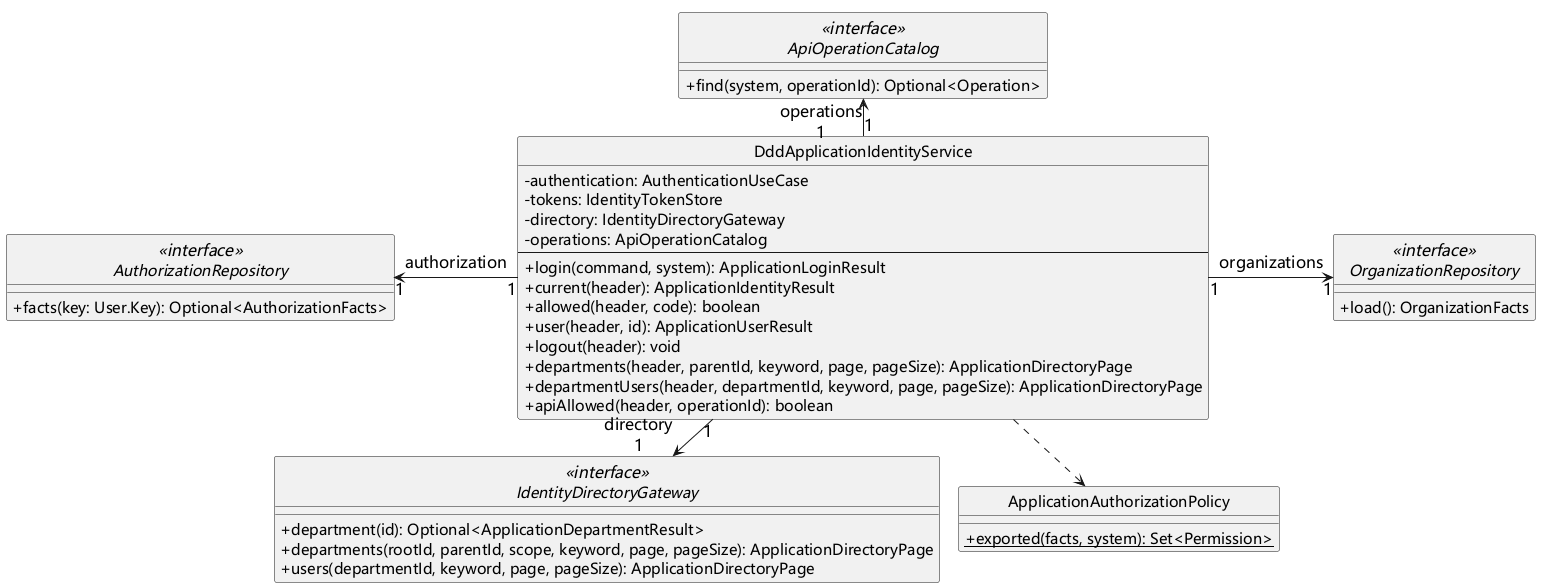 «interface»
ApiOperationCatalog
+find(system, operationId): Optional<Operation>
operations
1
1
DddApplicationIdentityService
-authentication: AuthenticationUseCase
-tokens: IdentityTokenStore
-directory: IdentityDirectoryGateway
-operations: ApiOperationCatalog
+login(command, system): ApplicationLoginResult
+current(header): ApplicationIdentityResult
+allowed(header, code): boolean
+user(header, id): ApplicationUserResult
+logout(header): void
+departments(header, parentId, keyword, page, pageSize): ApplicationDirectoryPage
+departmentUsers(header, departmentId, keyword, page, pageSize): ApplicationDirectoryPage
+apiAllowed(header, operationId): boolean
«interface»
AuthorizationRepository
+facts(key: User.Key): Optional<AuthorizationFacts>
authorization
1
1
organizations
1
1
«interface»
OrganizationRepository
+load(): OrganizationFacts
directory
1
1
«interface»
IdentityDirectoryGateway
+department(id): Optional<ApplicationDepartmentResult>
+departments(rootId, parentId, scope, keyword, page, pageSize): ApplicationDirectoryPage
+users(departmentId, keyword, page, pageSize): ApplicationDirectoryPage
ApplicationAuthorizationPolicy
+exported(facts, system): Set<Permission>